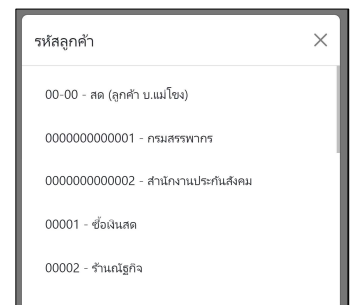 รหัสลูกค้า
00-00 - สด (ลูกค้า บ.แม่โขง)
0000000000001 - กรมสรรพากร
0000000000002 - สำนักงานประกันสังคม
00001 - ซื้อเงินสด
00002 - ร้านณัฐกิจ